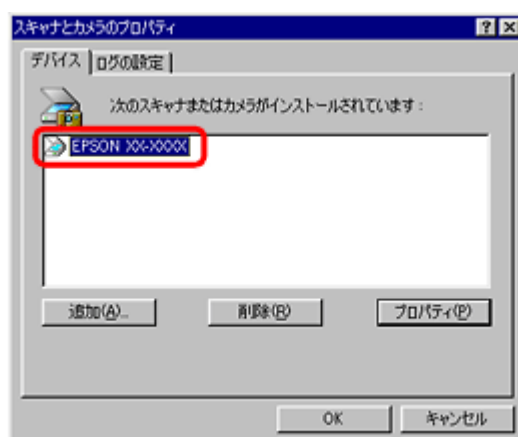 スキャナとカメラのプロパティ
デバイス ログの設定
次のスキャナまたはカメラがインストールされています：
EPSON XX-XXXX
追加(A)... 削除(R) プロパティ(P)
OK キャンセル